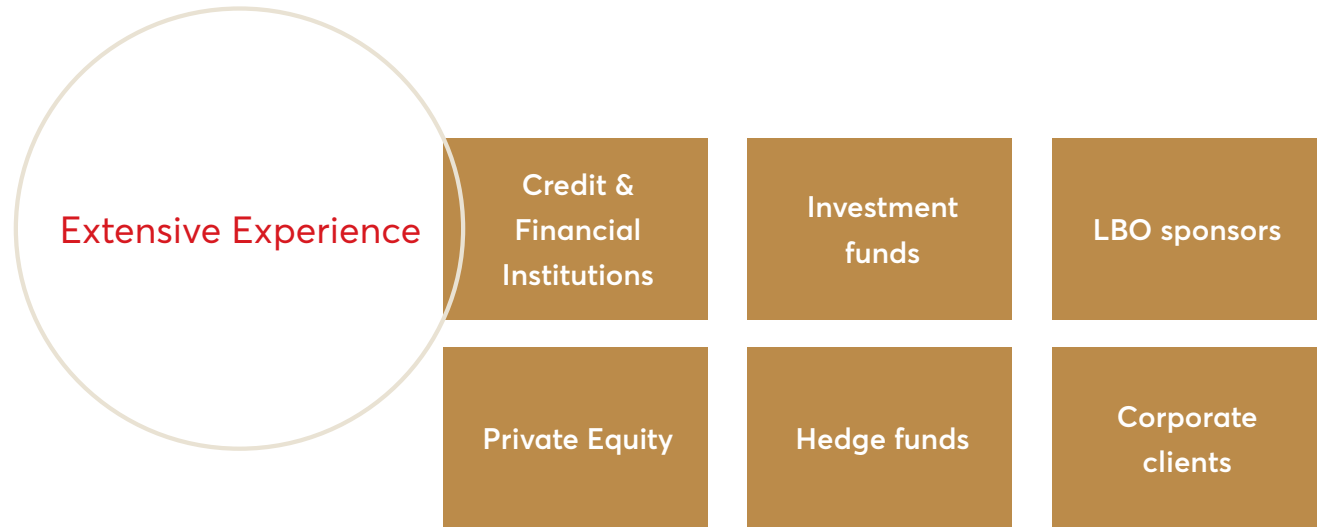 Extensive Experience
Credit &
Financial
Institutions
Investment
funds
LBO sponsors
Private Equity
Hedge funds
Corporate
clients